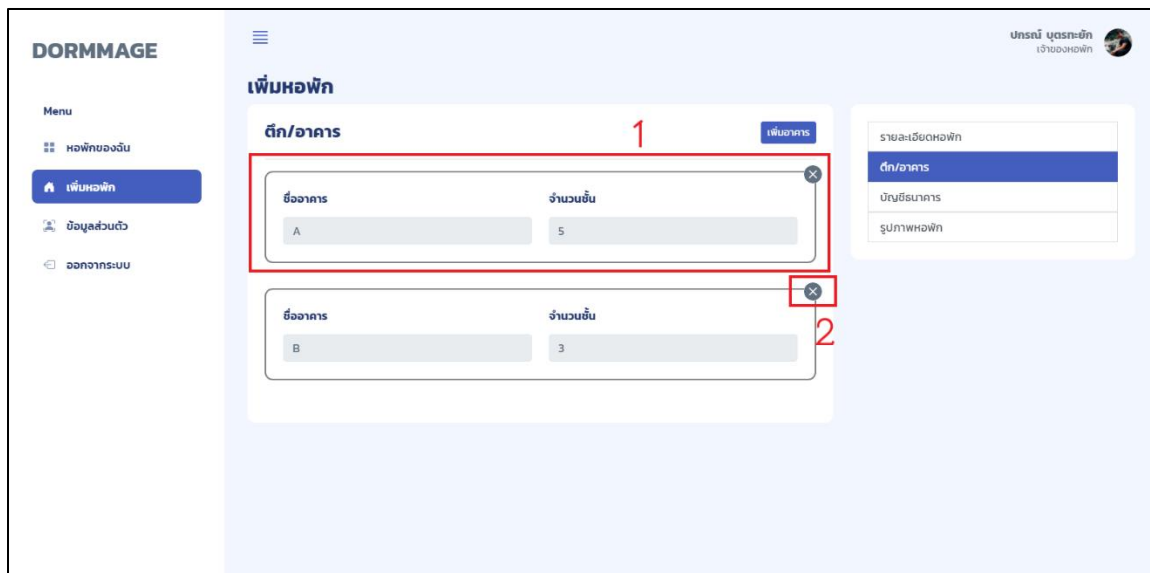 DORMMAGE
ปกรณ์ บุตรทะยัก
เจ้าของหอพัก
Menu
หอพักของฉัน
เพิ่มหอพัก
ข้อมูลส่วนตัว
ออกจากระบบ
เพิ่มหอพัก
ตึก/อาคาร
1
เพิ่มอาคาร
ชื่ออาคาร
จำนวนชั้น
A
5
2
ชื่ออาคาร
จำนวนชั้น
B
3
รายละเอียดหอพัก
ตึก/อาคาร
บัญชีธนาคาร
รูปภาพหอพัก